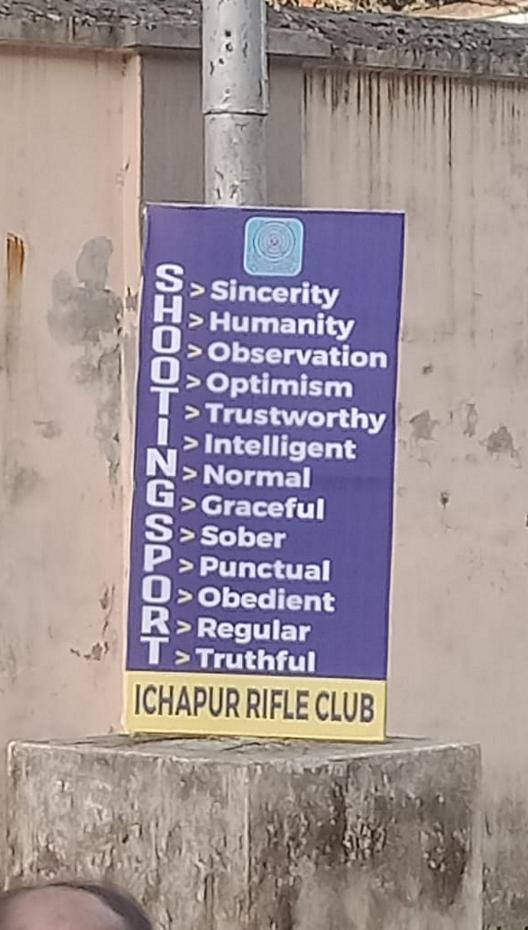 S > Sincerity
H > Humanity
O > Observation
O > Optimism
T > Trustworthy
I > Intelligent
N > Normal
G > Graceful
S > Sober
P > Punctual
O > Obedient
R > Regular
T > Truthful
ICHAPUR RIFLE CLUB